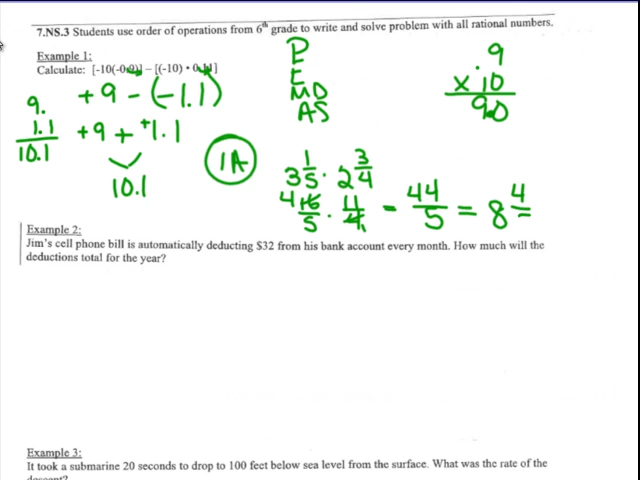 7.NS.3 Students use order of operations from 6th grade to write and solve problem with all rational numbers.
Example 1:
Calculate: [-10(-0.9)] – [(-10) • 0.11]
+9 - (-1.1)
+9 + +1.1
10.1
9.
1.1
10.1
P
E
MD
AS
.9
x 10
9.0
1A
3 1/5 · 2 3/4
4 16/5 · 11/4 = 44/5 = 8 4/
Example 2:
Jim's cell phone bill is automatically deducting $32 from his bank account every month. How much will the
deductions total for the year?
Example 3:
It took a submarine 20 seconds to drop to 100 feet below sea level from the surface. What was the rate of the
descent?